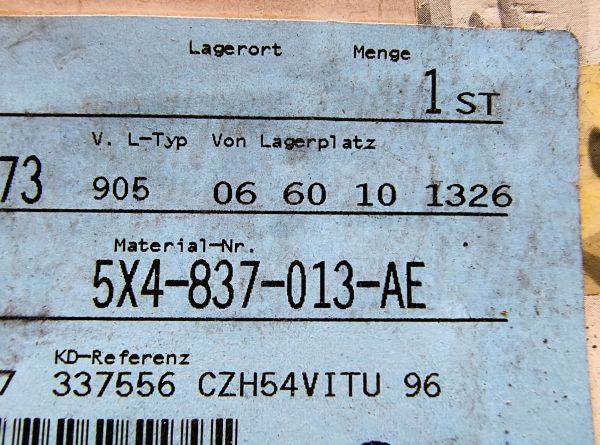 Lagerort Menge
1 ST
V. L-Typ Von Lagerplatz
73 905 06 60 10 1326
Material-Nr.
5X4-837-013-AE
KD-Referenz
7 337556 CZH54VITU 96